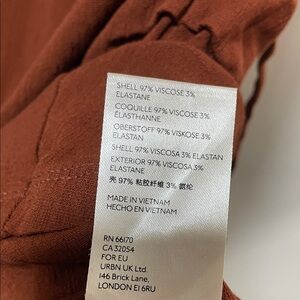 SHELL 97% VISCOSE 3%
ELASTANE
COQUILLE 97% VISCOSE 3%
ÉLASTHANNE
OBERSTOFF 97% VISKOSE 3%
ELASTAN
SHELL 97% VISCOSA 3% ELASTAN
EXTERIOR 97% VISCOSA 3%
ELASTANE
壳 97% 粘胶纤维 3% 氨纶
MADE IN VIETNAM
HECHO EN VIETNAM
RN 66170
CA 32054
FOR EU
URBN UK Ltd.
146 Brick Lane,
LONDON E1 6RU